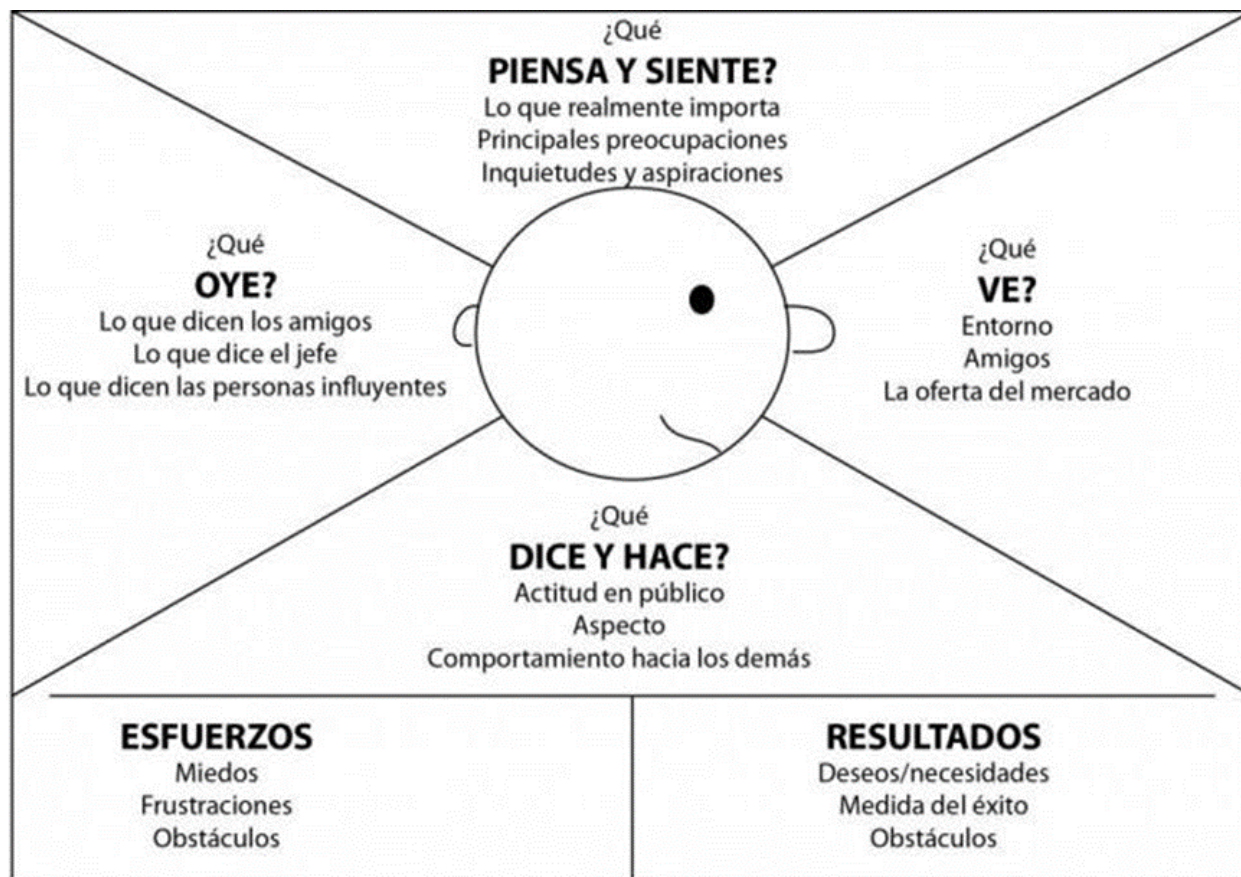 ¿Qué
PIENSA Y SIENTE?
Lo que realmente importa
Principales preocupaciones
Inquietudes y aspiraciones
¿Qué
OYE?
Lo que dicen los amigos
Lo que dice el jefe
Lo que dicen las personas influyentes
¿Qué
VE?
Entorno
Amigos
La oferta del mercado
¿Qué
DICE Y HACE?
Actitud en público
Aspecto
Comportamiento hacia los demás
ESFUERZOS
Miedos
Frustraciones
Obstáculos
RESULTADOS
Deseos/necesidades
Medida del éxito
Obstáculos